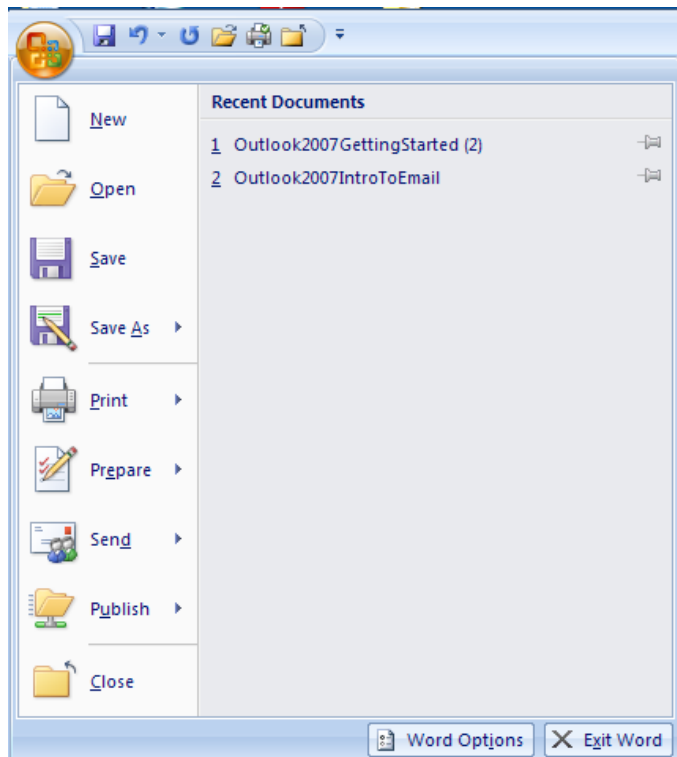 New
Open
Save
Save As
Print
Prepare
Send
Publish
Close
Recent Documents
1 Outlook2007GettingStarted (2)
2 Outlook2007IntroToEmail
Word Options
Exit Word